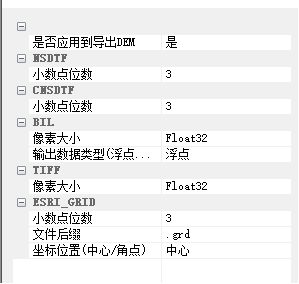 是否应用到导出DEM 是
NSDTF
小数点位数 3
CNSDTF
小数点位数 3
BIL
像素大小 Float32
输出数据类型(浮点... 浮点
TIFF
像素大小 Float32
ESRI_GRID
小数点位数 3
文件后缀 .grd
坐标位置(中心/角点) 中心